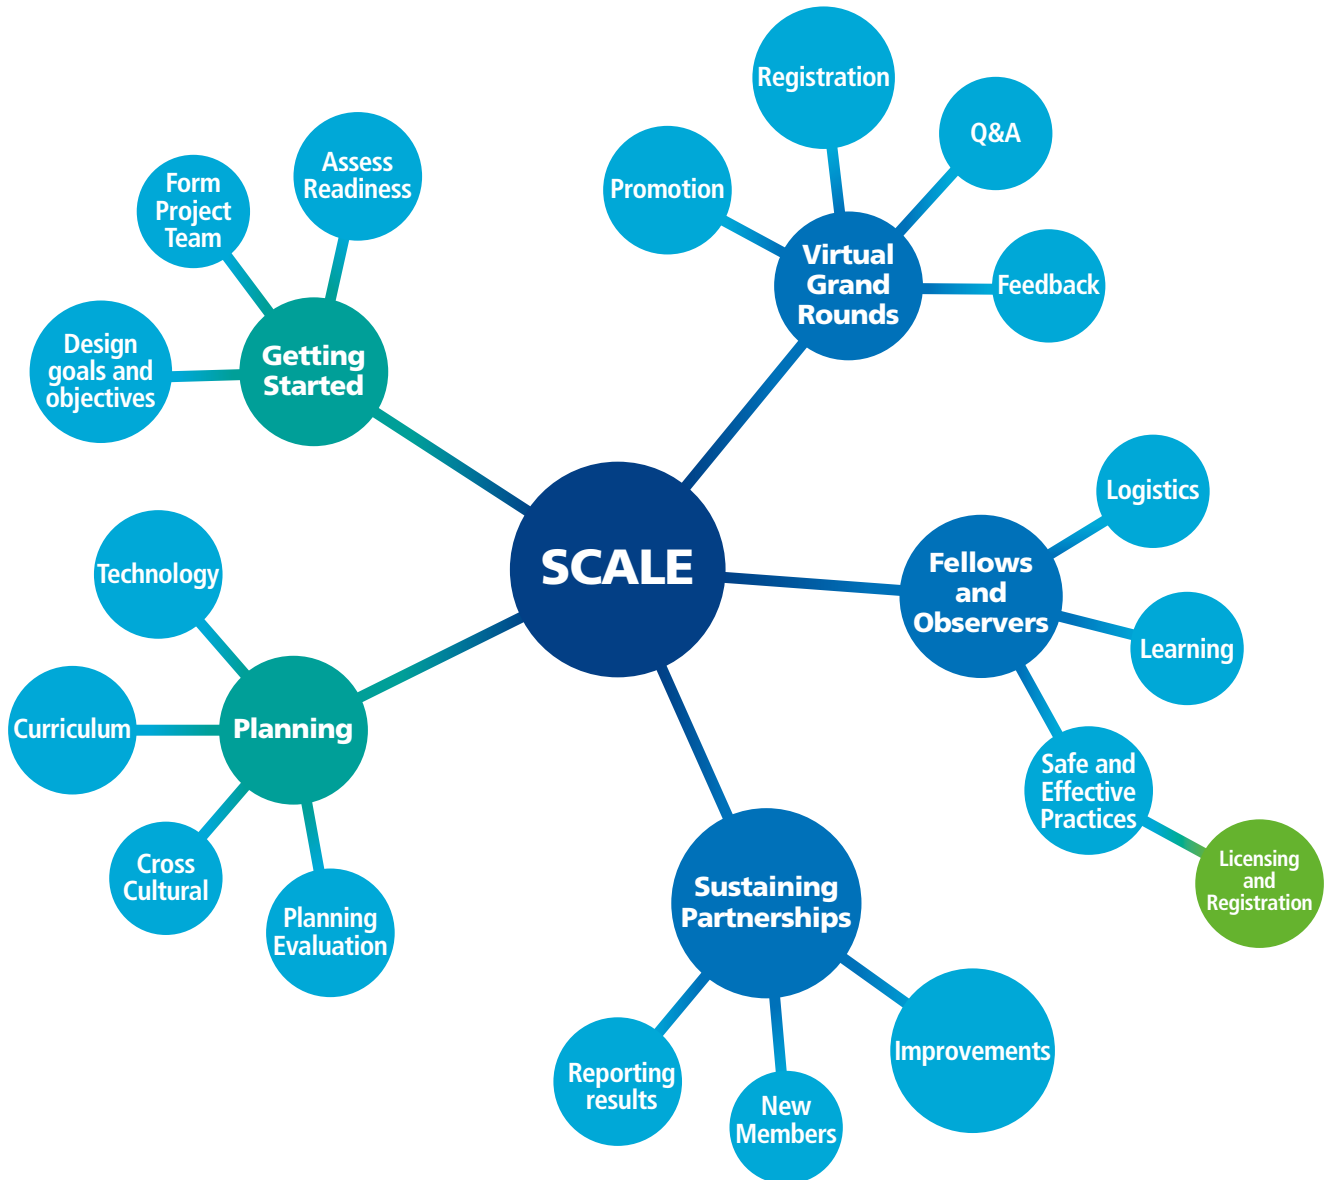 SCALE
Getting
Started
Assess
Readiness
Form
Project
Team
Design
goals and
objectives
Planning
Technology
Curriculum
Cross
Cultural
Planning
Evaluation
Virtual
Grand
Rounds
Promotion
Registration
Q&A
Feedback
Fellows
and
Observers
Logistics
Learning
Safe and
Effective
Practices
Licensing
and
Registration
Sustaining
Partnerships
Reporting
results
New
Members
Improvements